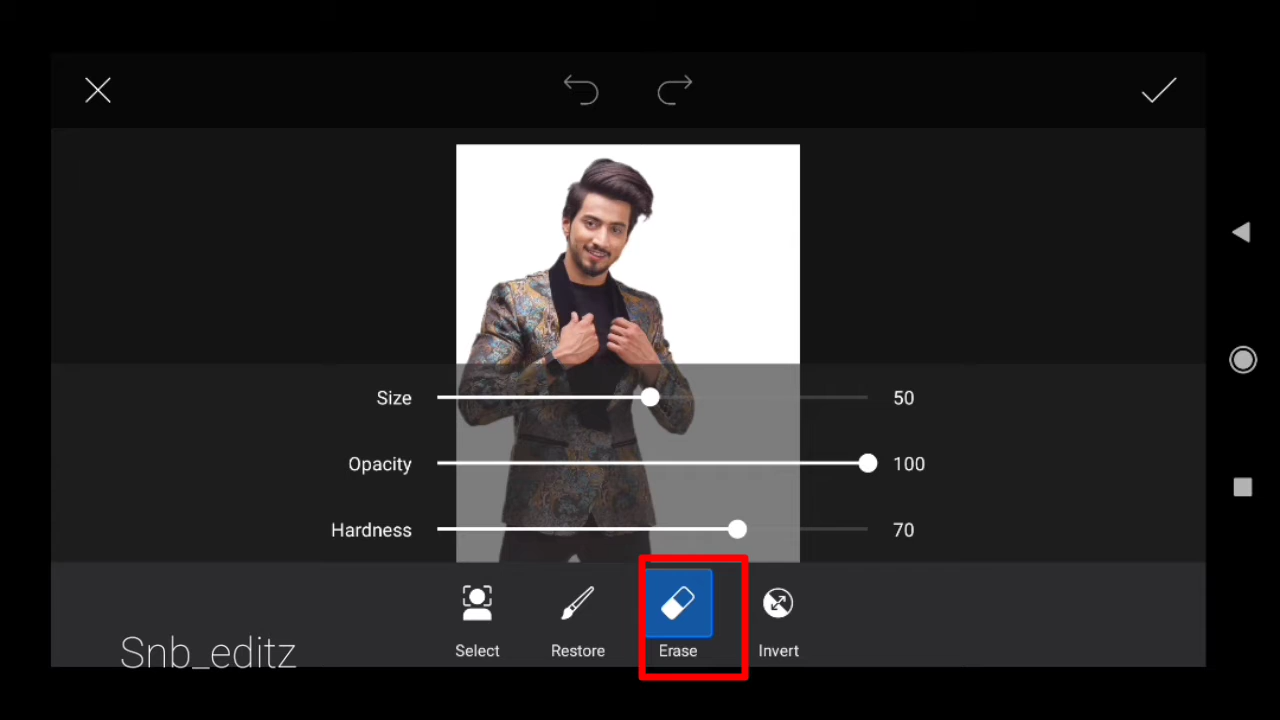 Size 50
Opacity 100
Hardness 70
Select Restore Erase Invert
Snb_editz